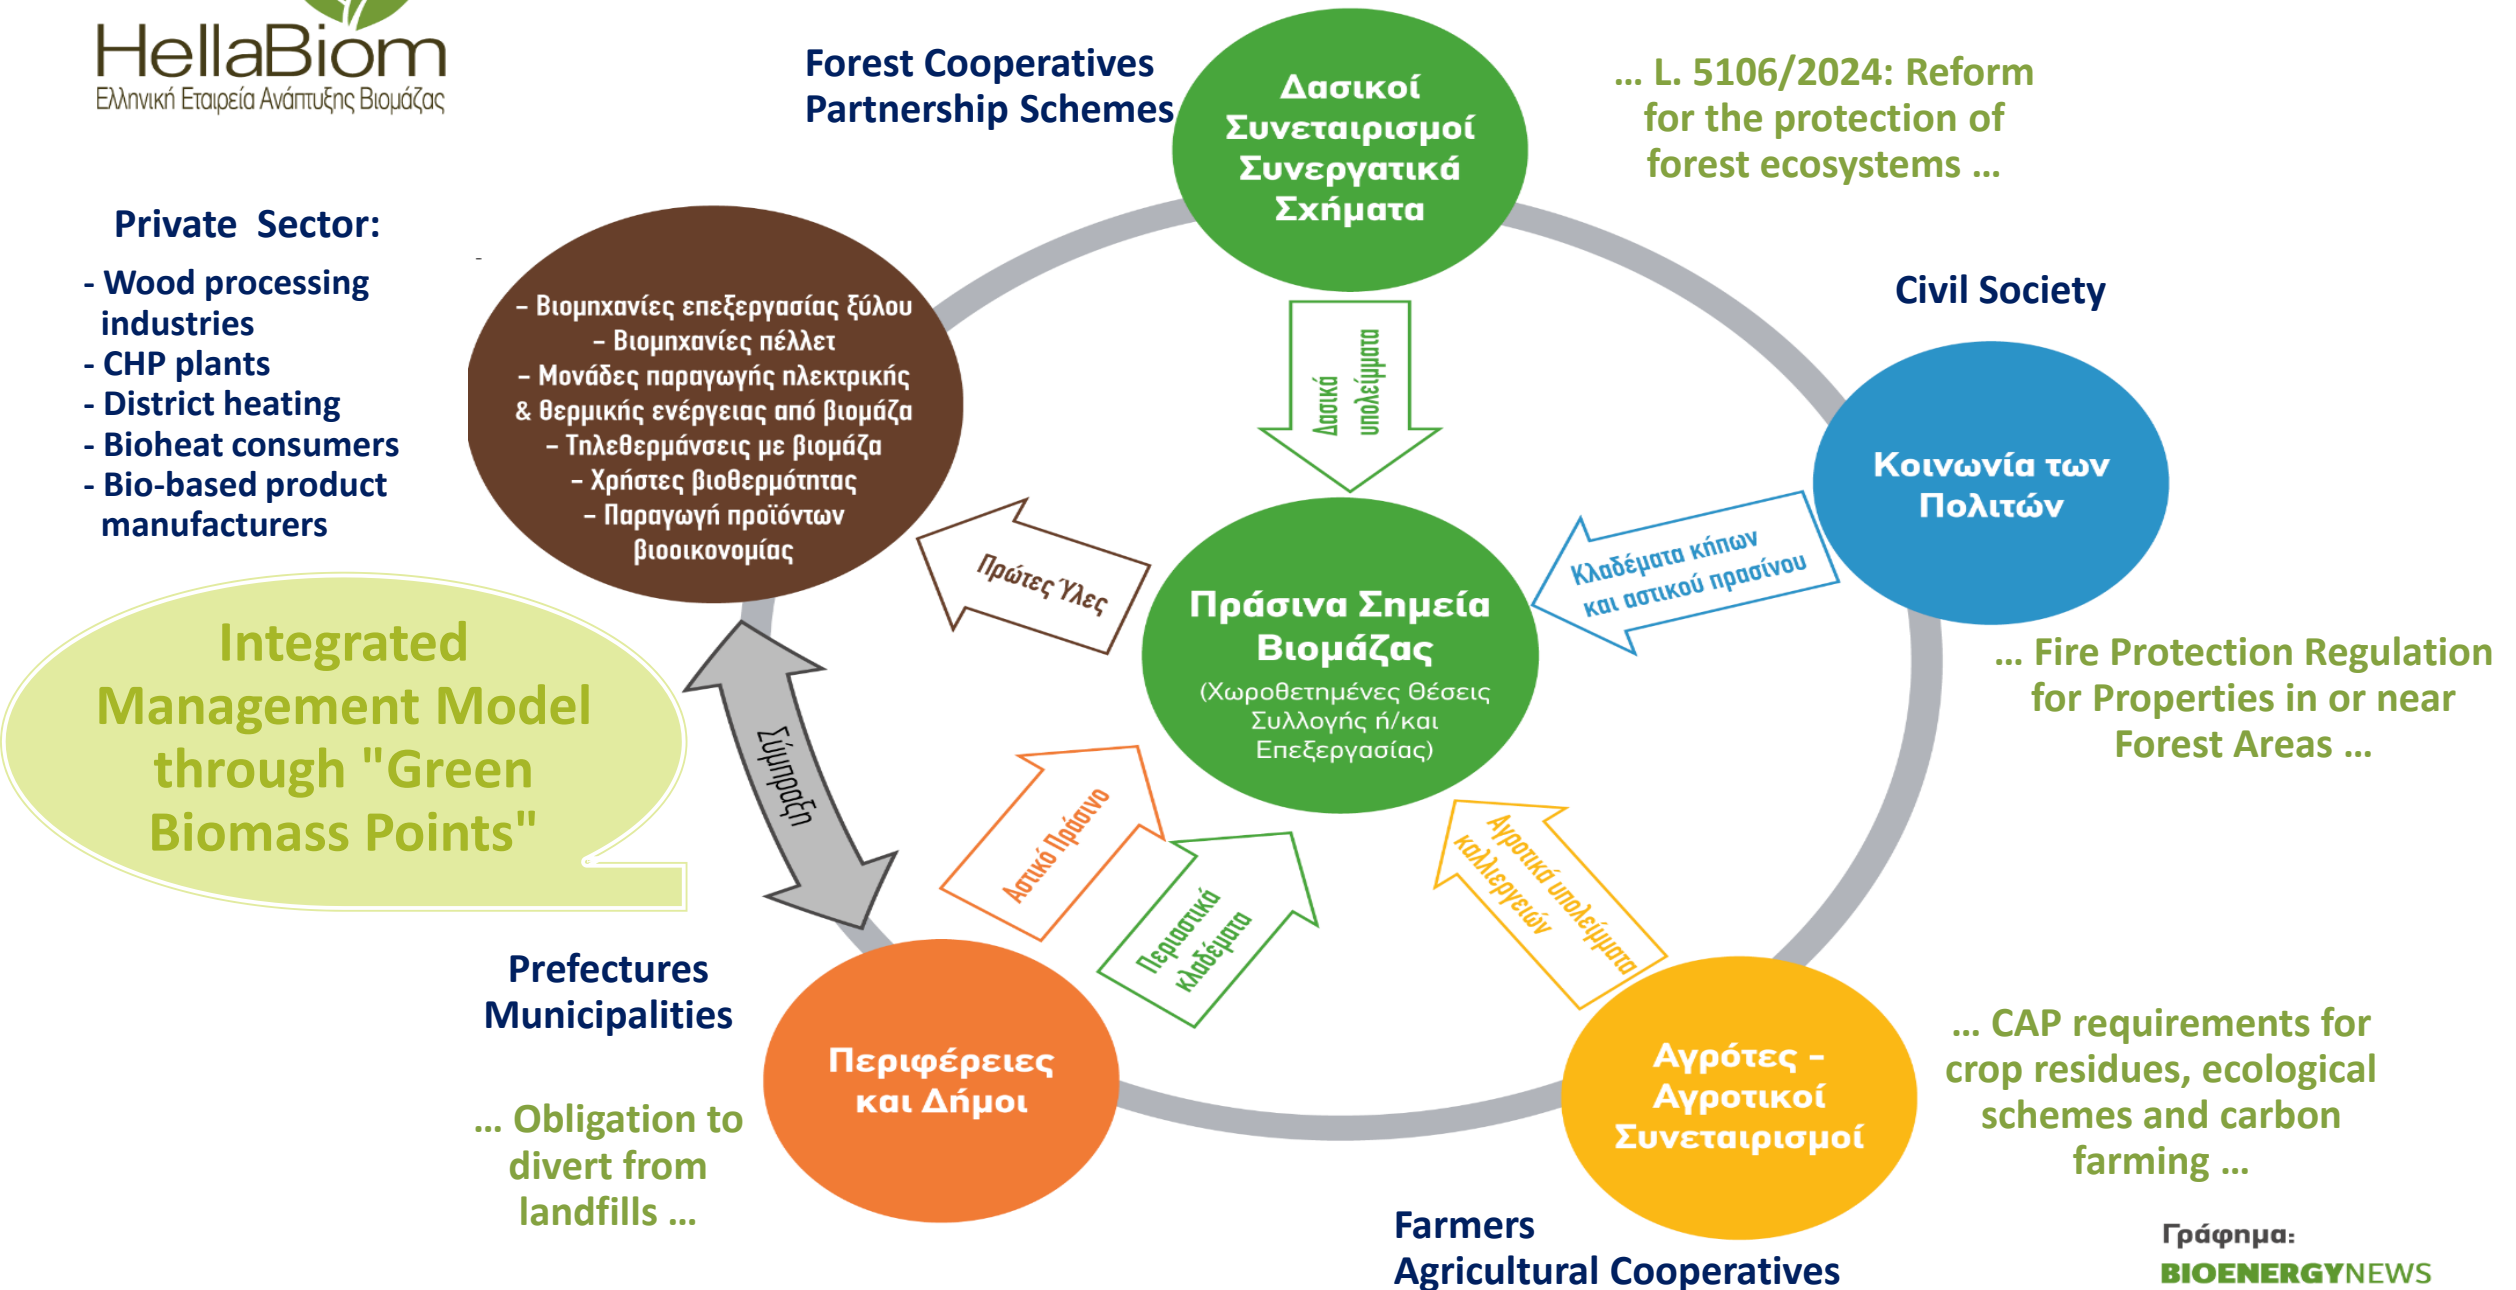 HellaBiom
Ελληνική Εταιρεία Ανάπτυξης Βιομάζας
Forest Cooperatives
Partnership Schemes
Δασικοί
Συνεταιρισμοί
Συνεργατικά
Σχήματα
... L. 5106/2024: Reform
for the protection of
forest ecosystems ...
Private Sector:
- Wood processing
industries
- CHP plants
- District heating
- Bioheat consumers
- Bio-based product
manufacturers
-
– Βιομηχανίες επεξεργασίας ξύλου
– Βιομηχανίες πέλλετ
– Μονάδες παραγωγής ηλεκτρικής
& θερμικής ενέργειας από βιομάζα
– Τηλεθερμάνσεις με βιομάζα
– Χρήστες βιοθερμότητας
– Παραγωγή προϊόντων
βιοοικονομίας
Δασικά
υπολείμματα
Civil Society
Κοινωνία των
Πολιτών
Κλαδέματα κήπων
και αστικού πρασίνου
Πρώτες Ύλες
Πράσινα Σημεία
Βιομάζας
(Χωροθετημένες Θέσεις
Συλλογής ή/και
Επεξεργασίας)
... Fire Protection Regulation
for Properties in or near
Forest Areas ...
Integrated
Management Model
through "Green
Biomass Points"
Σύμπραξη
Αστικό Πράσινο
Περιαστικά
κλαδέματα
Αγροτικά υπολείμματα
καλλιεργειών
Prefectures
Municipalities
Περιφέρειες
και Δήμοι
... Obligation to
divert from
landfills ...
Αγρότες –
Αγροτικοί
Συνεταιρισμοί
... CAP requirements for
crop residues, ecological
schemes and carbon
farming ...
Farmers
Agricultural Cooperatives
Γράφημα:
BIOENERGYNEWS